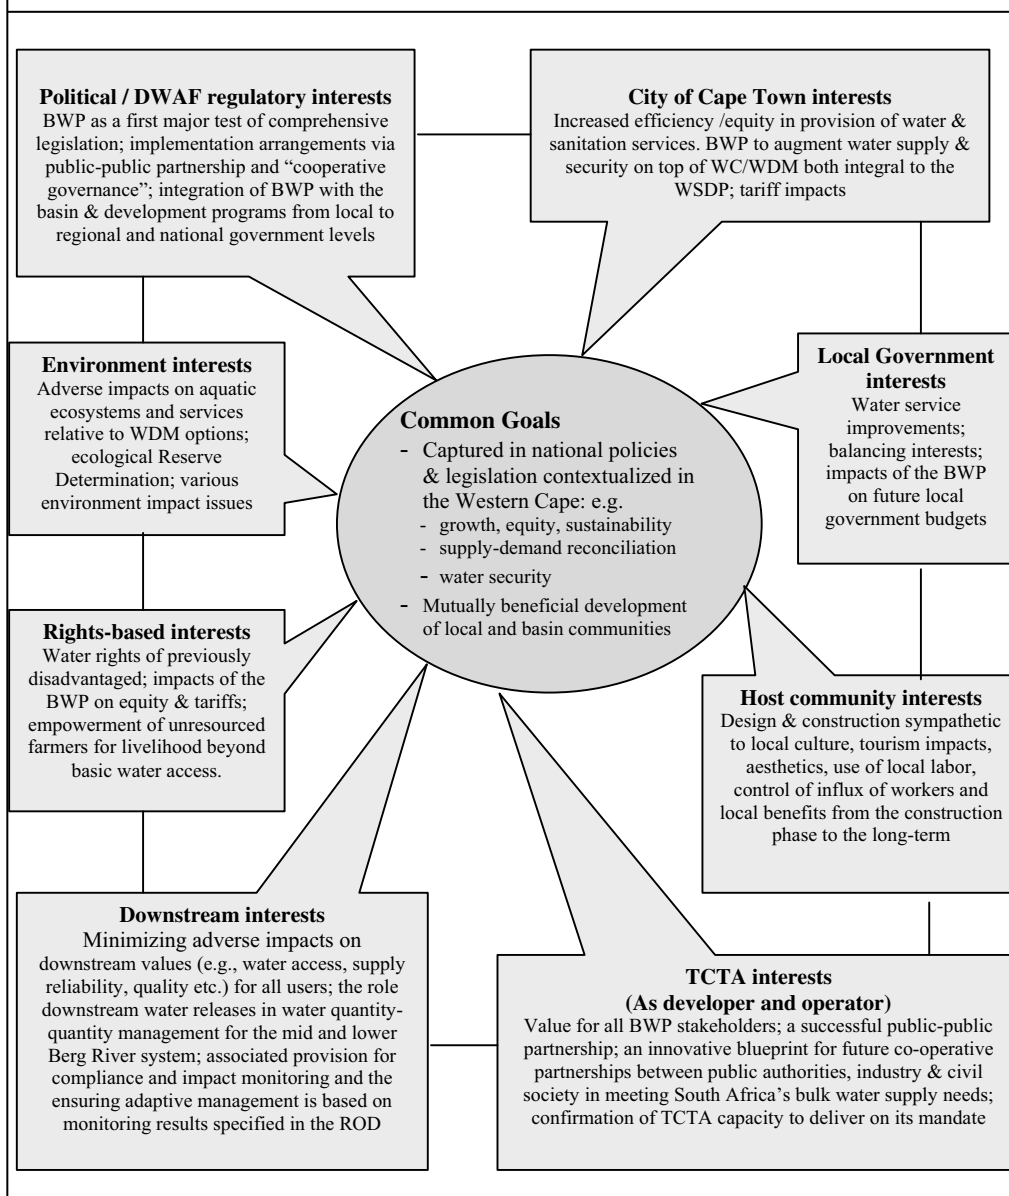 Political / DWAF regulatory interests
BWP as a first major test of comprehensive
legislation; implementation arrangements via
public-public partnership and “cooperative
governance”; integration of BWP with the
basin & development programs from local to
regional and national government levels
City of Cape Town interests
Increased efficiency /equity in provision of water &
sanitation services. BWP to augment water supply &
security on top of WC/WDM both integral to the
WSDP; tariff impacts
Environment interests
Adverse impacts on aquatic
ecosystems and services
relative to WDM options;
ecological Reserve
Determination; various
environment impact issues
Common Goals
- Captured in national policies
& legislation contextualized in
the Western Cape: e.g.
- growth, equity, sustainability
- supply-demand reconciliation
- water security
- Mutually beneficial development
of local and basin communities
Local Government
interests
Water service
improvements;
balancing interests;
impacts of the BWP
on future local
government budgets
Rights-based interests
Water rights of previously
disadvantaged; impacts of the
BWP on equity & tariffs;
empowerment of unresourced
farmers for livelihood beyond
basic water access.
Host community interests
Design & construction sympathetic
to local culture, tourism impacts,
aesthetics, use of local labor,
control of influx of workers and
local benefits from the construction
phase to the long-term
Downstream interests
Minimizing adverse impacts on
downstream values (e.g., water access, supply
reliability, quality etc.) for all users; the role
downstream water releases in water quantity-
quantity management for the mid and lower
Berg River system; associated provision for
compliance and impact monitoring and the
ensuring adaptive management is based on
monitoring results specified in the ROD
TCTA interests
(As developer and operator)
Value for all BWP stakeholders; a successful public-public
partnership; an innovative blueprint for future co-operative
partnerships between public authorities, industry & civil
society in meeting South Africa’s bulk water supply needs;
confirmation of TCTA capacity to deliver on its mandate